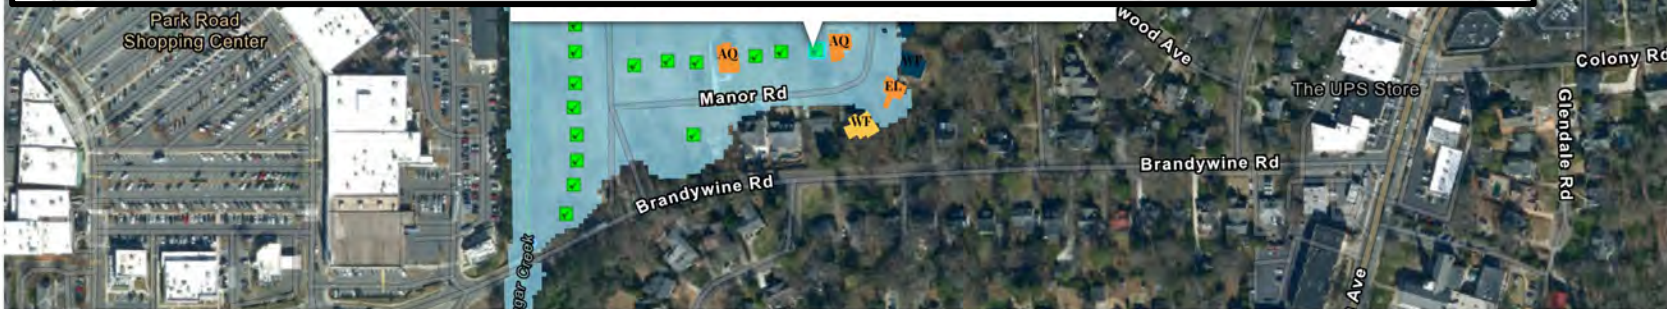 Park Road
Shopping Center
AQ
AQ
wood Ave
Colony Rd
WP
EL
The UPS Store
Manor Rd
WF
Glendale Rd
Brandywine Rd
Brandywine Rd
gar Creek
Ave